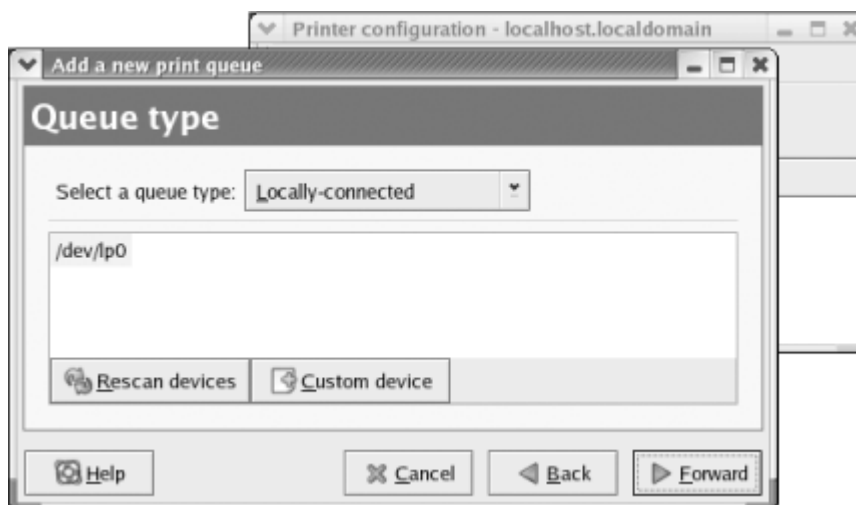 Printer configuration - localhost.localdomain
Add a new print queue
Queue type
Select a queue type: Locally-connected
/dev/lp0
Rescan devices Custom device
Help Cancel Back Forward